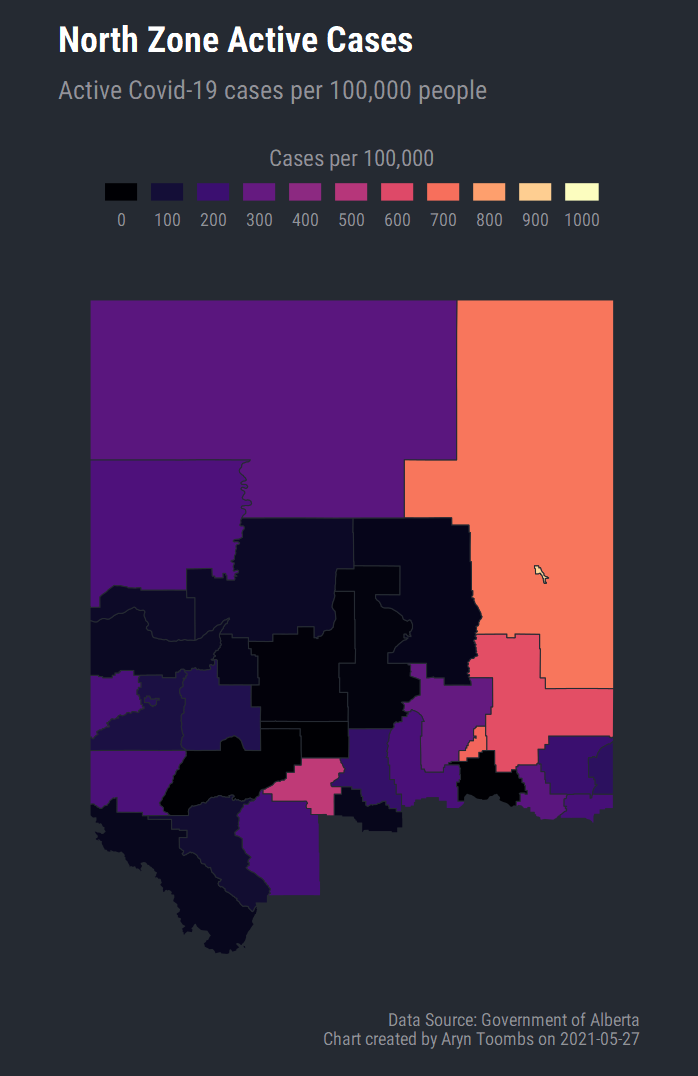 North Zone Active Cases
Active Covid-19 cases per 100,000 people
Cases per 100,000
0 100 200 300 400 500 600 700 800 900 1000
Data Source: Government of Alberta
Chart created by Aryn Toombs on 2021-05-27